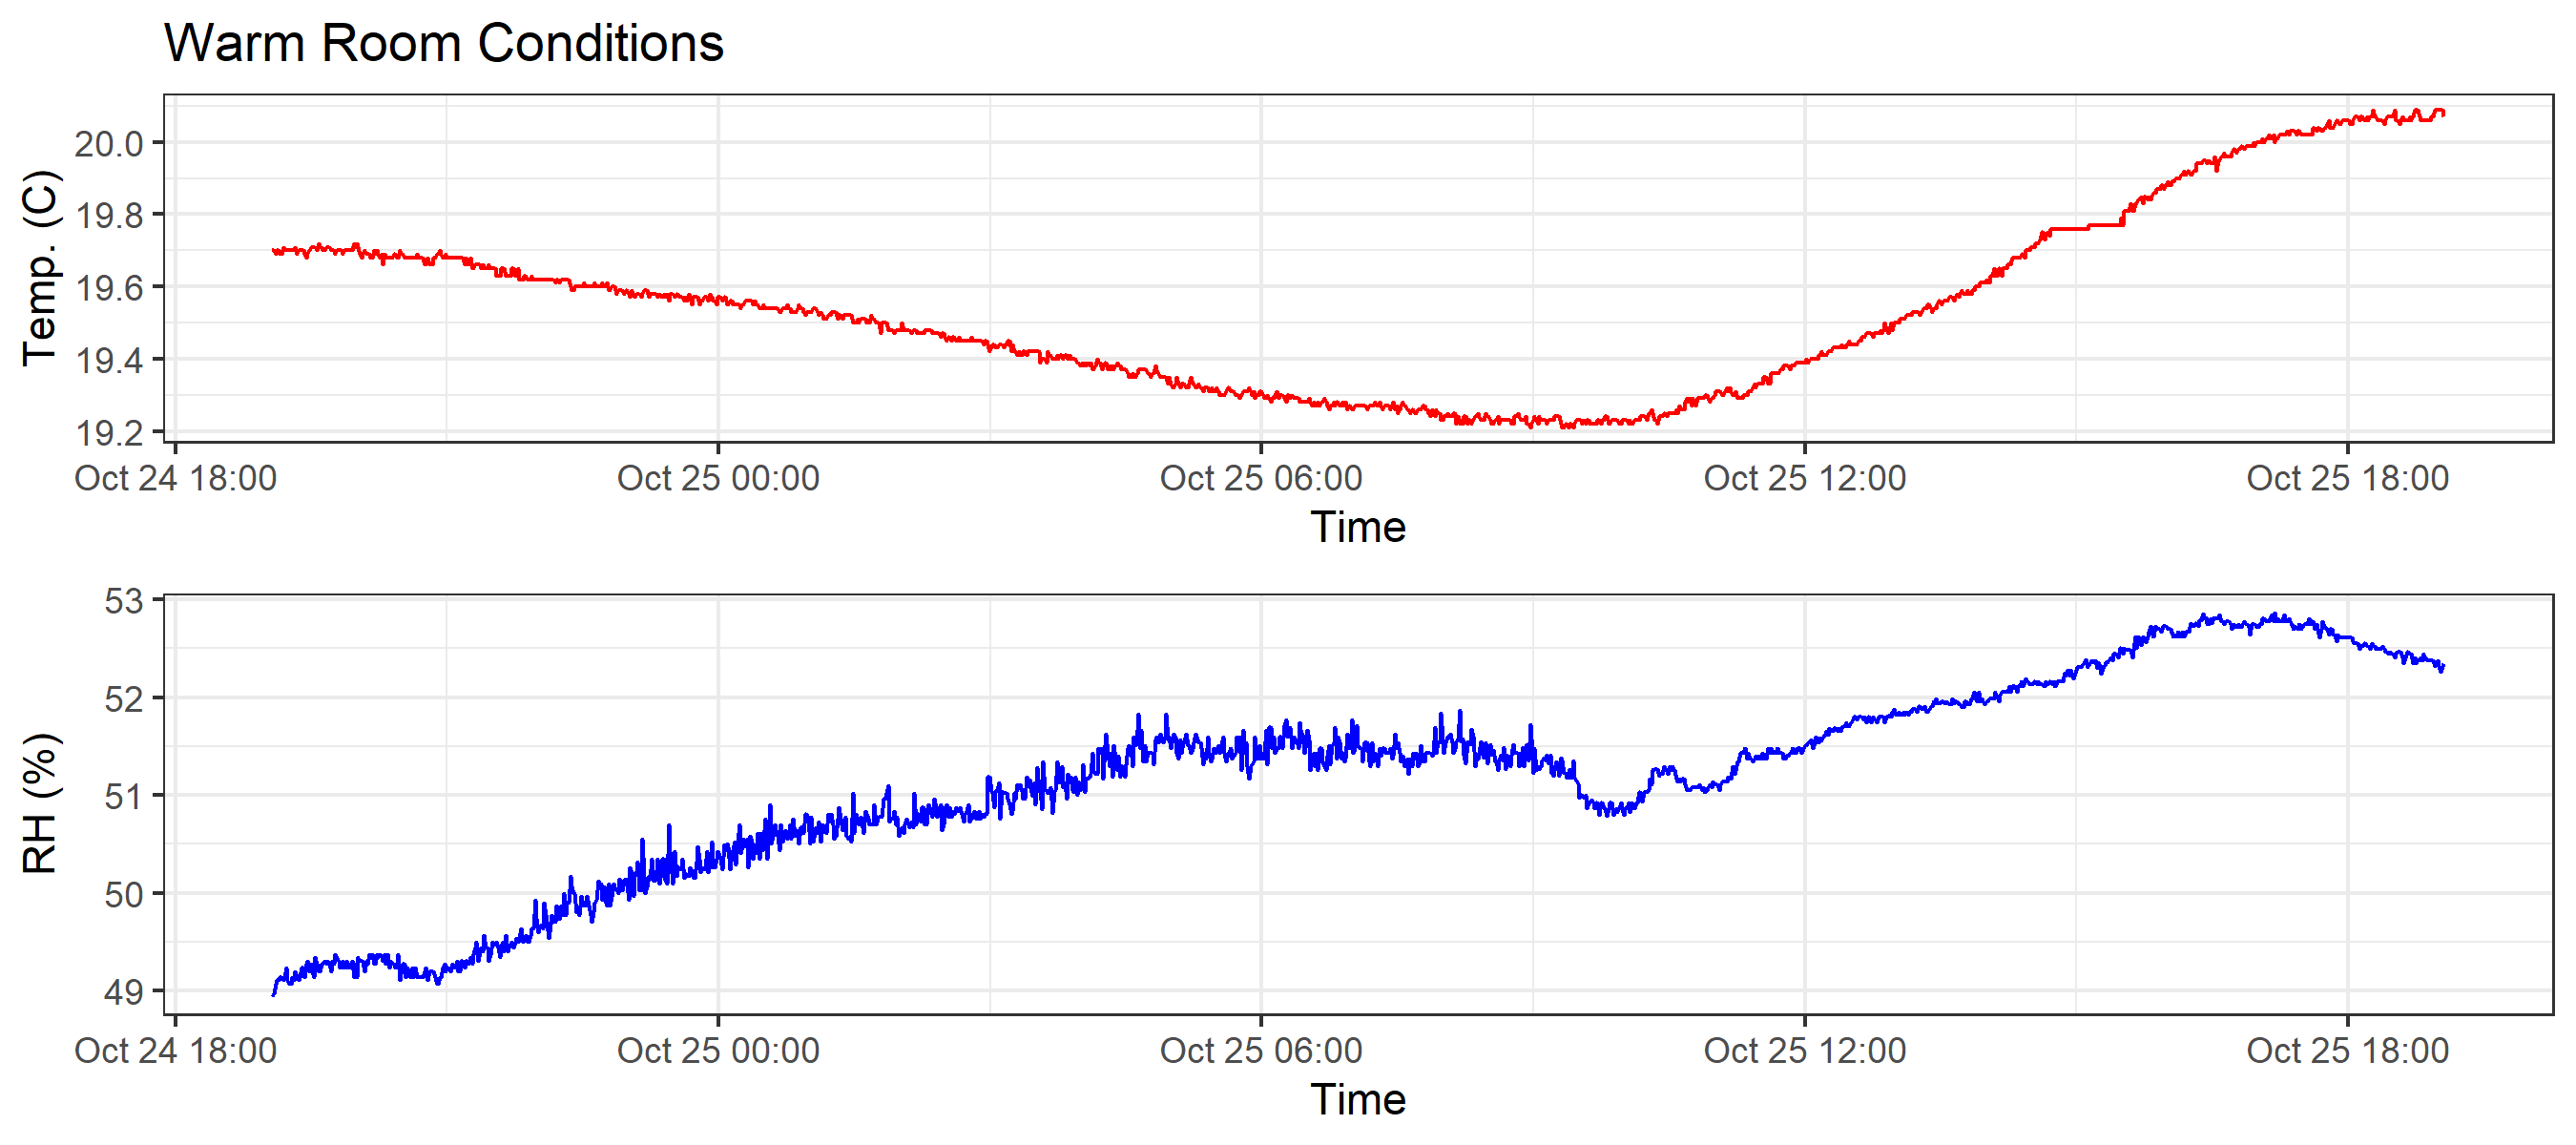 Warm Room Conditions
Temp. (C)
20.0
19.8
19.6
19.4
19.2
Oct 24 18:00 Oct 25 00:00 Oct 25 06:00 Oct 25 12:00 Oct 25 18:00
Time
RH (%)
53
52
51
50
49
Oct 24 18:00 Oct 25 00:00 Oct 25 06:00 Oct 25 12:00 Oct 25 18:00
Time